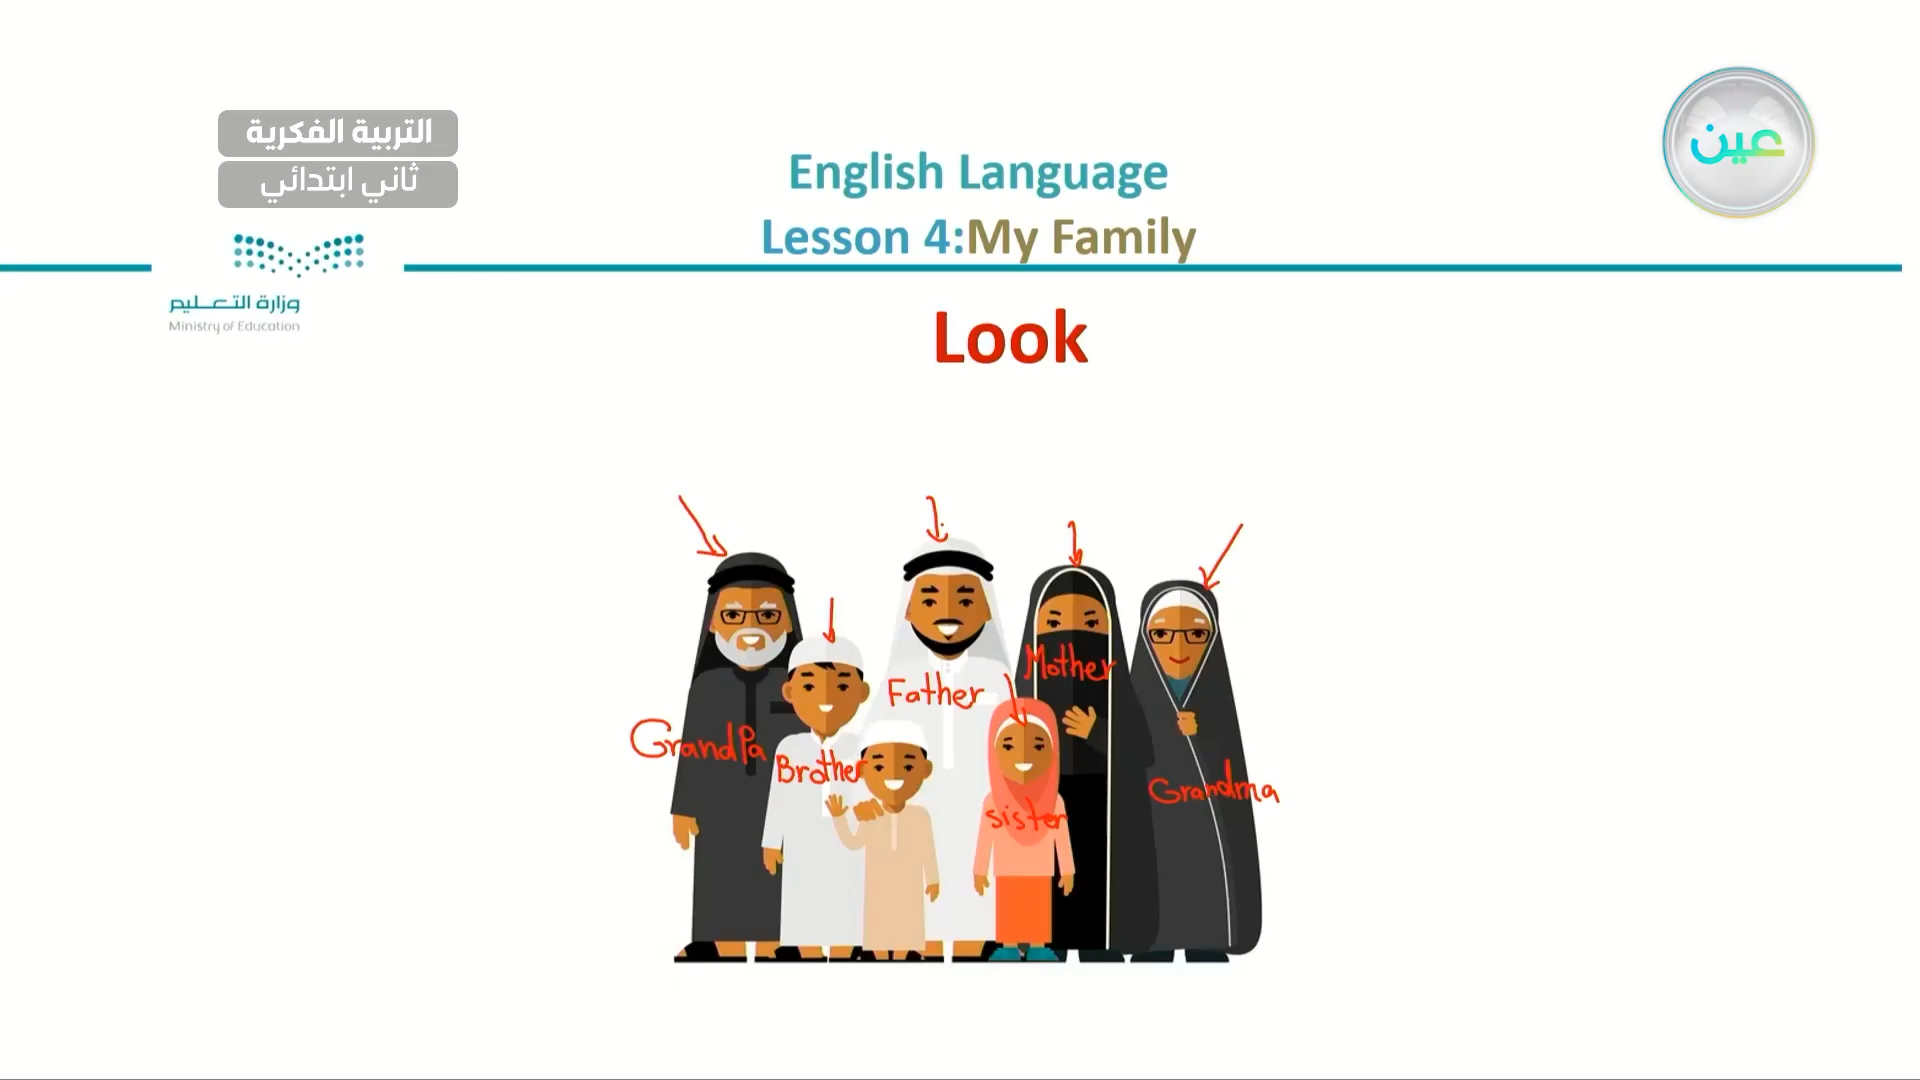 التربية الفكرية
ثاني ابتدائي
عين
English Language
Lesson 4:My Family
وزارة التعليم
Ministry of Education
Look
Mother
Father
GrandPa
Brother
Grandma
sister